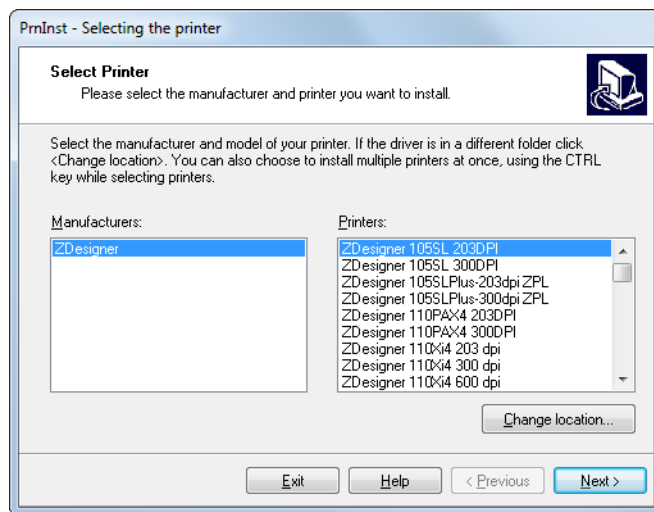 PrnInst - Selecting the printer
Select Printer
Please select the manufacturer and printer you want to install.
Select the manufacturer and model of your printer. If the driver is in a different folder click
<Change location>. You can also choose to install multiple printers at once, using the CTRL
key while selecting printers.
Manufacturers:
ZDesigner
Printers:
ZDesigner 105SL 203DPI
ZDesigner 105SL 300DPI
ZDesigner 105SLPlus-203dpi ZPL
ZDesigner 105SLPlus-300dpi ZPL
ZDesigner 110PAX4 203DPI
ZDesigner 110PAX4 300DPI
ZDesigner 110Xi4 203 dpi
ZDesigner 110Xi4 300 dpi
ZDesigner 110Xi4 600 dpi
Change location...
Exit
Help
< Previous
Next >